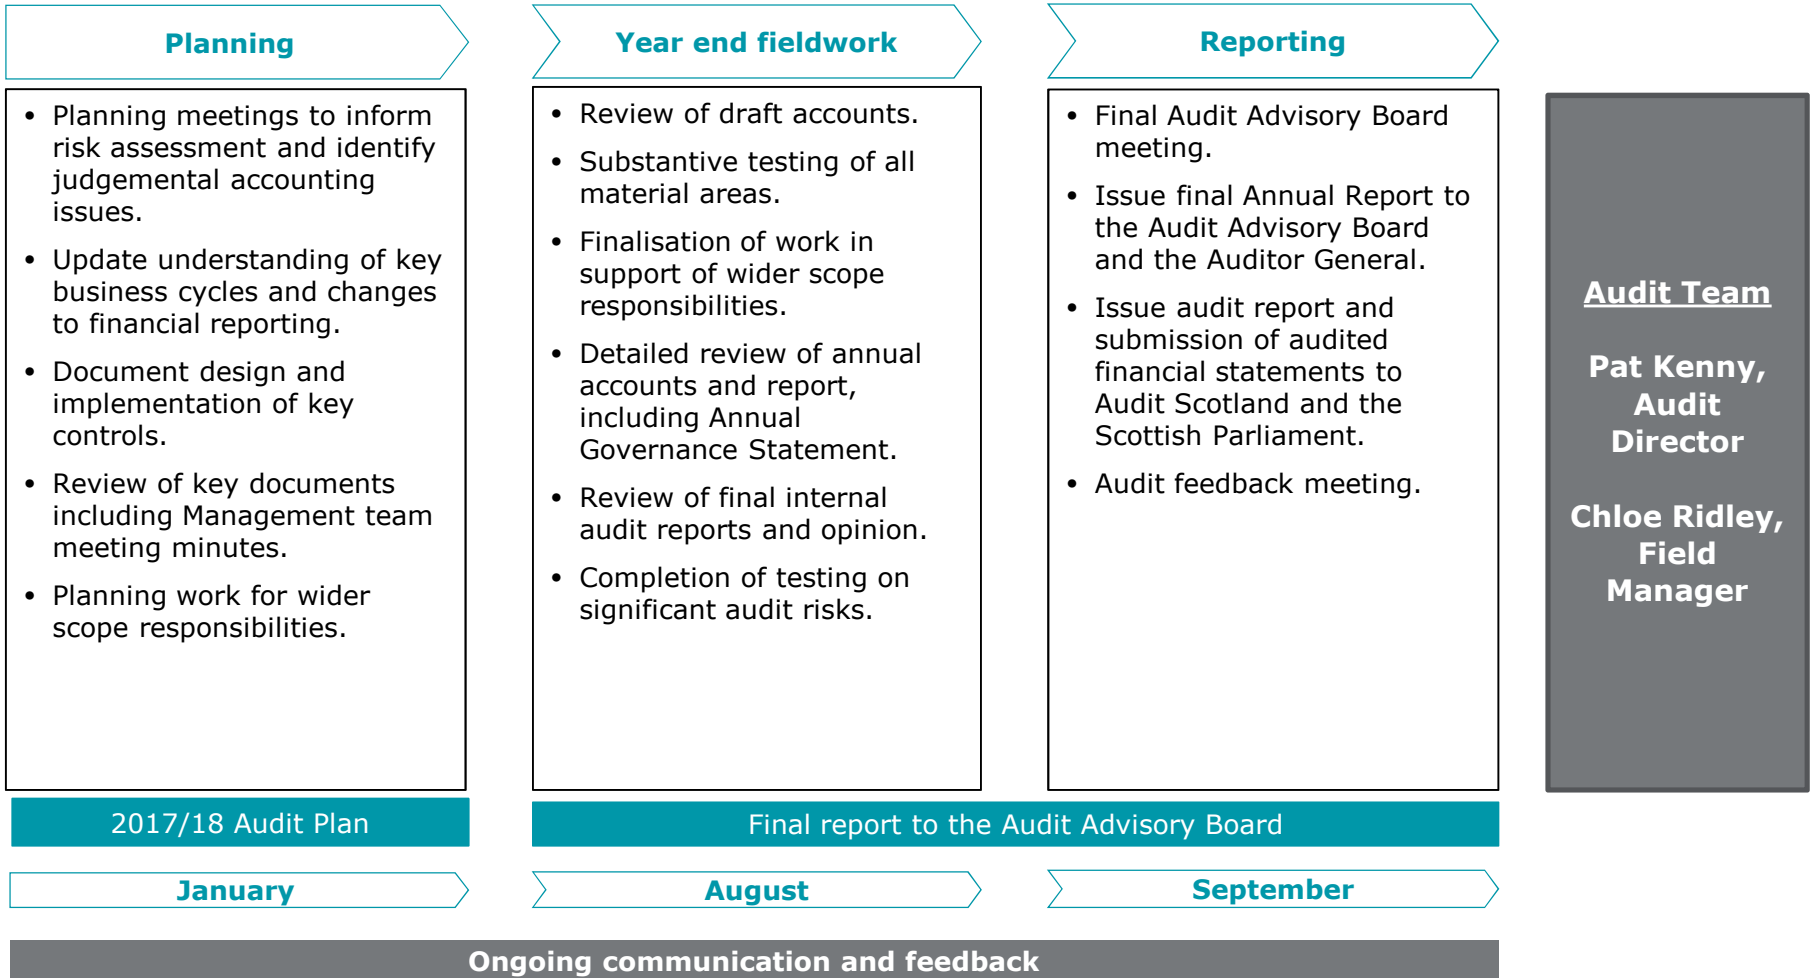 Planning
• Planning meetings to inform
risk assessment and identify
judgemental accounting
issues.
• Update understanding of key
business cycles and changes
to financial reporting.
• Document design and
implementation of key
controls.
• Review of key documents
including Management team
meeting minutes.
• Planning work for wider
scope responsibilities.
2017/18 Audit Plan
January
Year end fieldwork
• Review of draft accounts.
• Substantive testing of all
material areas.
• Finalisation of work in
support of wider scope
responsibilities.
• Detailed review of annual
accounts and report,
including Annual
Governance Statement.
• Review of final internal
audit reports and opinion.
• Completion of testing on
significant audit risks.
August
Reporting
• Final Audit Advisory Board
meeting.
• Issue final Annual Report to
the Audit Advisory Board
and the Auditor General.
• Issue audit report and
submission of audited
financial statements to
Audit Scotland and the
Scottish Parliament.
• Audit feedback meeting.
Final report to the Audit Advisory Board
September
Audit Team
Pat Kenny,
Audit
Director
Chloe Ridley,
Field
Manager
Ongoing communication and feedback